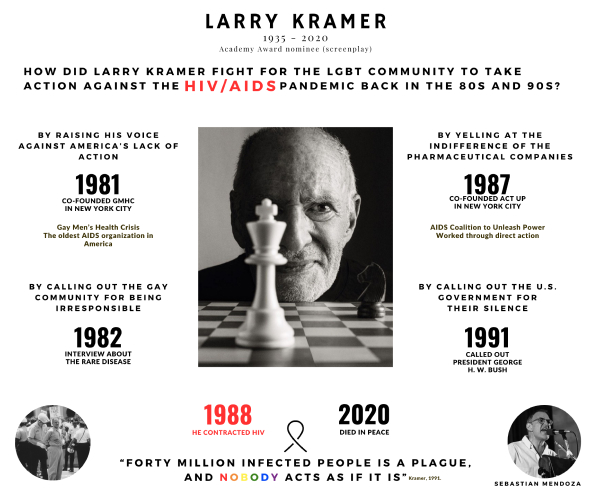 LARRY KRAMER
1935 - 2020
Academy Award nominee (screenplay)
HOW DID LARRY KRAMER FIGHT FOR THE LGBT COMMUNITY TO TAKE
ACTION AGAINST THE HIV/AIDS PANDEMIC BACK IN THE 80S AND 90S?
BY RAISING HIS VOICE
AGAINST AMERICA'S LACK OF
ACTION
1981
CO-FOUNDED GMHC
IN NEW YORK CITY
Gay Men's Health Crisis
The oldest AIDS organization in
America
BY YELLING AT THE
INDIFFERENCE OF THE
PHARMACEUTICAL COMPANIES
1987
CO-FOUNDED ACT UP
IN NEW YORK CITY
AIDS Coalition to Unleash Power
Worked through direct action
BY CALLING OUT THE GAY
COMMUNITY FOR BEING
IRRESPONSIBLE
1982
INTERVIEW ABOUT
THE RARE DISEASE
BY CALLING OUT THE U.S.
GOVERNMENT FOR
THEIR SILENCE
1991
CALLED OUT
PRESIDENT GEORGE
H. W. BUSH
1988
HE CONTRACTED HIV
2020
DIED IN PEACE
“FORTY MILLION INFECTED PEOPLE IS A PLAGUE,
AND NOBODY ACTS AS IF IT IS” Kramer, 1991.
SEBASTIAN MENDOZA